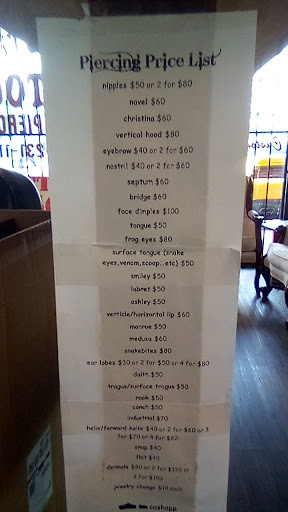 Piercing Price List
nipples $50 or 2 for $80
navel $60
christina $60
vertical hood $80
eyebrow $40 or 2 for $60
nostril $40 or 2 for $60
septum $60
bridge $60
face dimples $100
tongue $50
frog eyes $80
surface tongue (snake
eyes,venom,scoop..etc) $50
smiley $50
labret $50
ashley $50
verticle/horizontal lip $60
monroe $50
medusa $60
snakebites $80
ear lobes $30 or 2 for $50 or 4 for $80
daith $50
tragus/surface tragus $50
rook $50
conch $50
industrial $70
helix/forward helix $40 or 2 for $60 or 3
for $70 or 4 for $80
snug $40
flat $40
dermals $80 or 2 for $130 or
3 for $150
jewelry change $10 each
cashapp